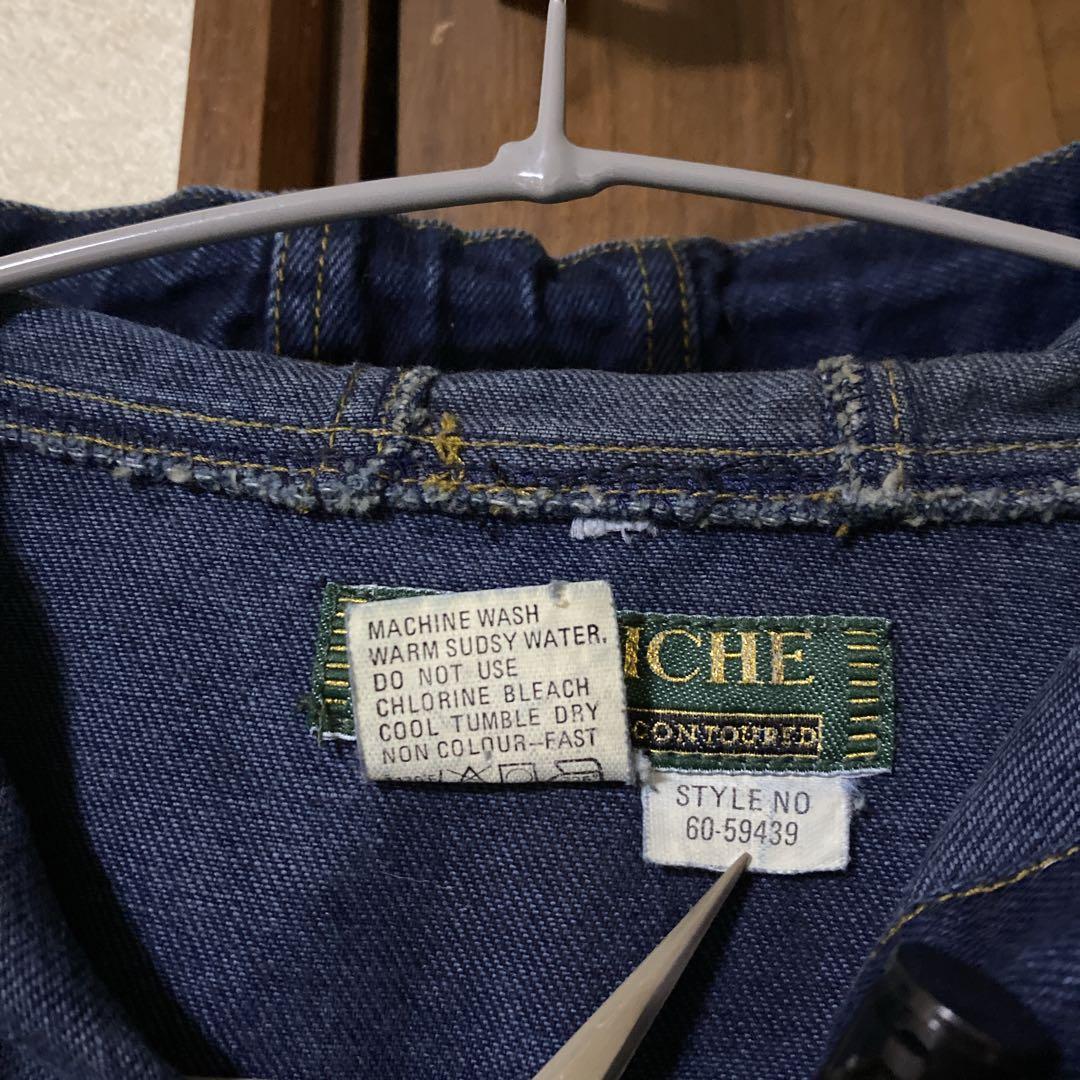 MACHINE WASH
WARM SUDSY WATER.
DO NOT USE
CHLORINE BLEACH
COOL TUMBLE DRY
NON COLOUR-FAST
ICHE
CONTOURED
STYLE NO
60-59439